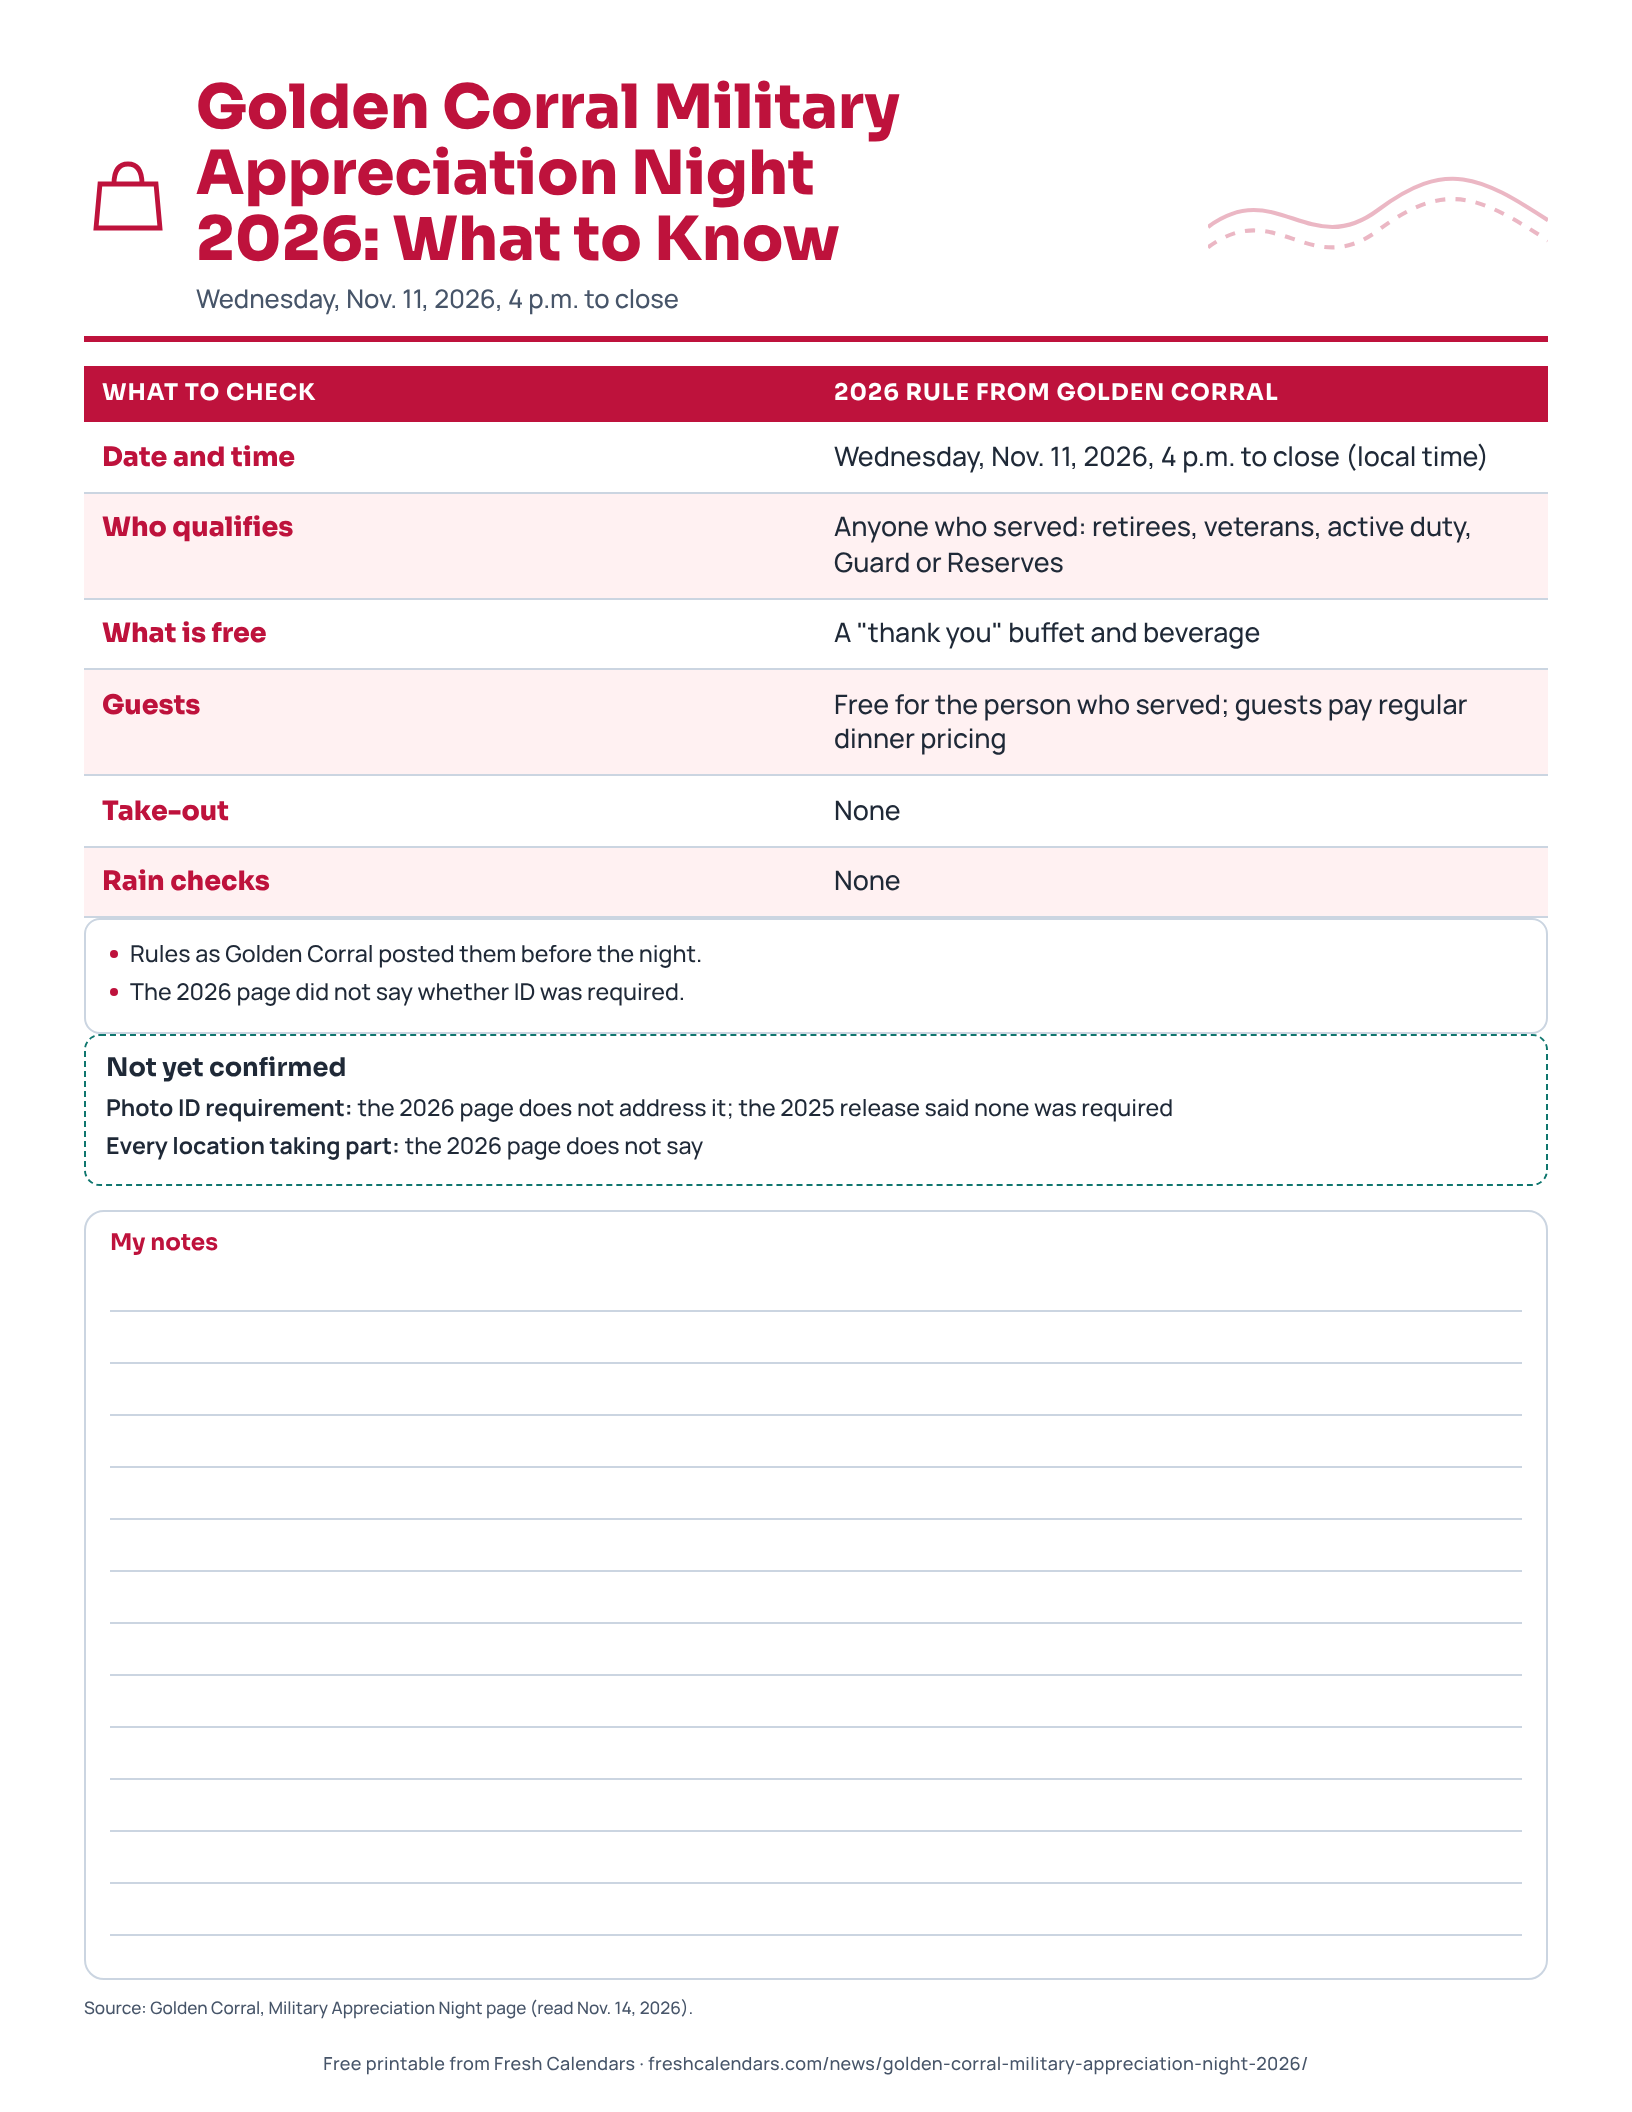 Golden Corral Military
Appreciation Night
2026: What to Know
Wednesday, Nov. 11, 2026, 4 p.m. to close
WHAT TO CHECK
2026 RULE FROM GOLDEN CORRAL
Date and time
Wednesday, Nov. 11, 2026, 4 p.m. to close (local time)
Who qualifies
Anyone who served: retirees, veterans, active duty,
Guard or Reserves
What is free
A "thank you" buffet and beverage
Guests
Free for the person who served; guests pay regular
dinner pricing
Take-out
None
Rain checks
None
• Rules as Golden Corral posted them before the night.
• The 2026 page did not say whether ID was required.
Not yet confirmed
Photo ID requirement: the 2026 page does not address it; the 2025 release said none was required
Every location taking part: the 2026 page does not say
My notes
Source: Golden Corral, Military Appreciation Night page (read Nov. 14, 2026).
Free printable from Fresh Calendars · freshcalendars.com/news/golden-corral-military-appreciation-night-2026/